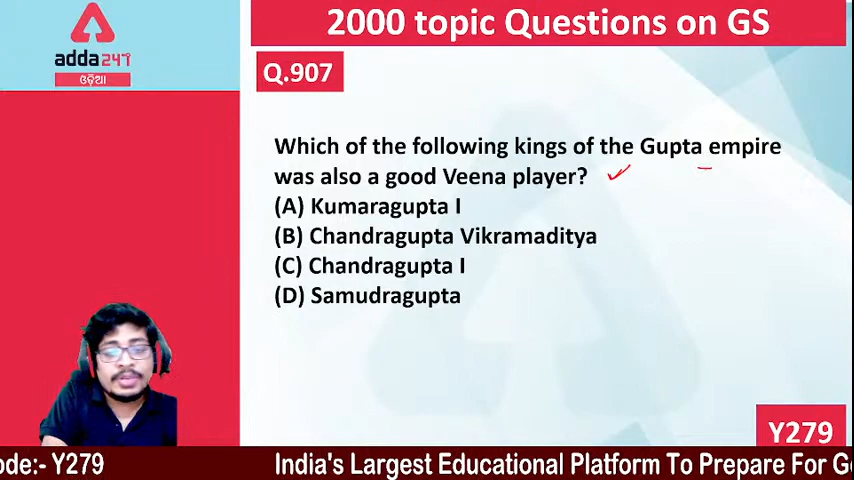 2000 topic Questions on GS
adda247
ଓଡ଼ିଆ
Q.907
Which of the following kings of the Gupta empire
was also a good Veena player?
(A) Kumaragupta I
(B) Chandragupta Vikramaditya
(C) Chandragupta I
(D) Samudragupta
Y279
ode:- Y279 India's Largest Educational Platform To Prepare For Go